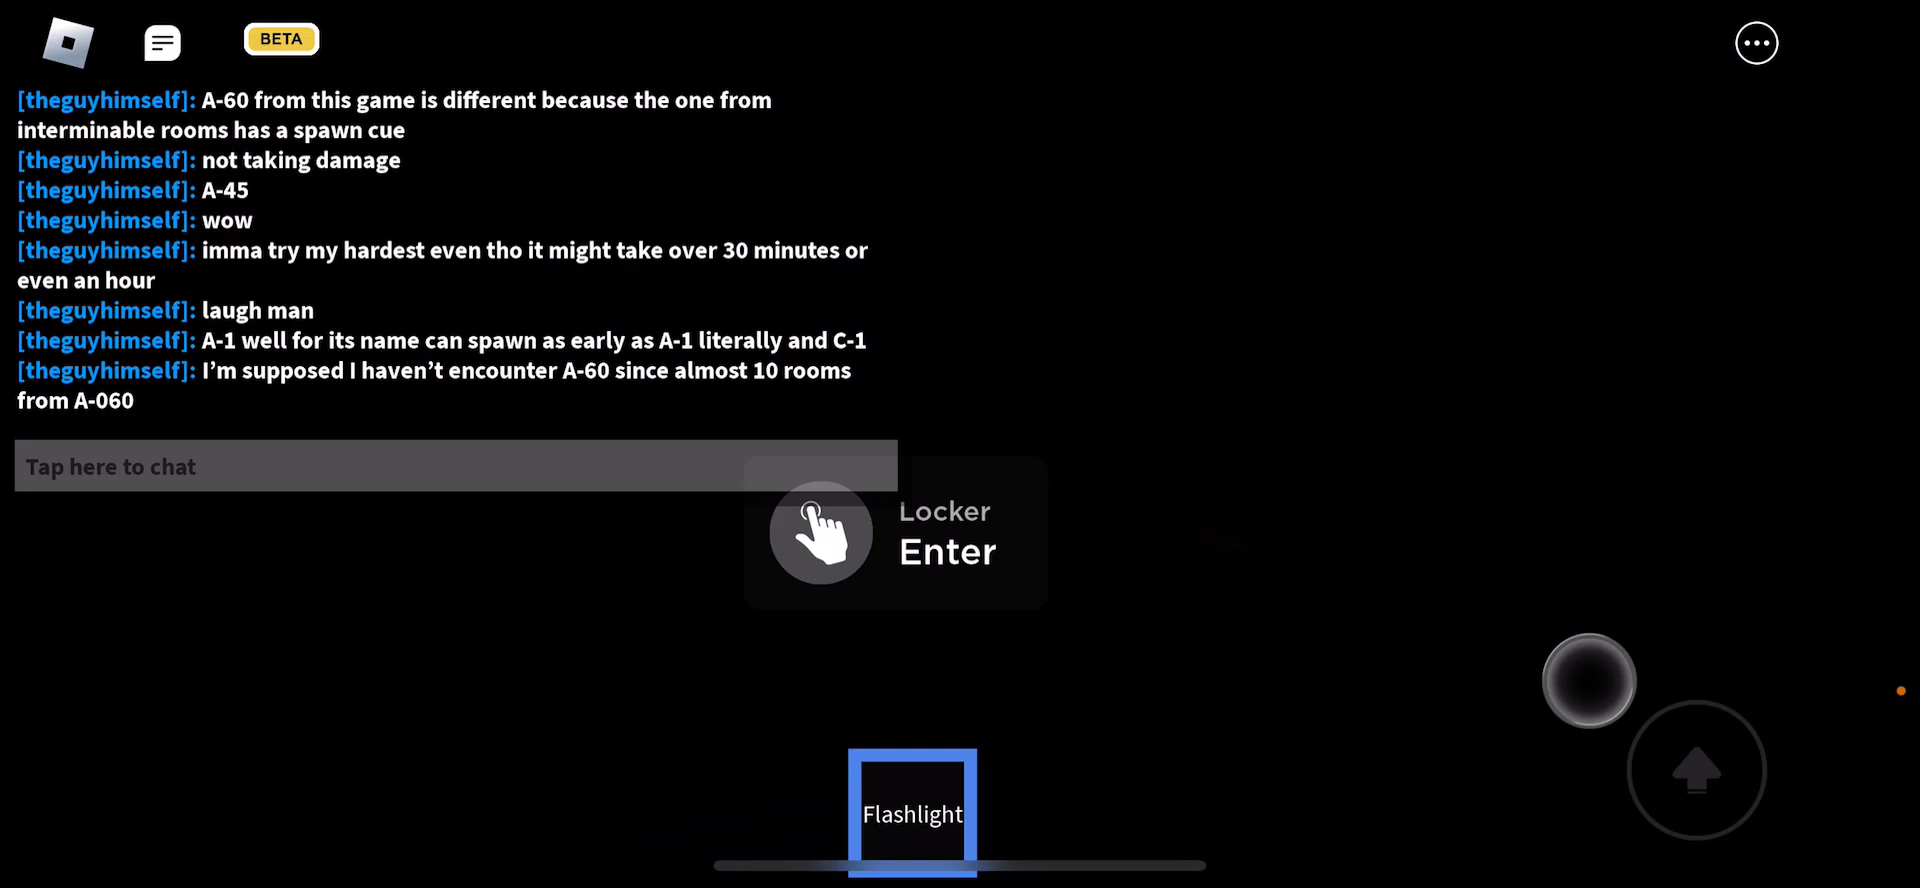 BETA
[theguyhimself]: A-60 from this game is different because the one from
interminable rooms has a spawn cue
[theguyhimself]: not taking damage
[theguyhimself]: A-45
[theguyhimself]: wow
[theguyhimself]: imma try my hardest even tho it might take over 30 minutes or
even an hour
[theguyhimself]: laugh man
[theguyhimself]: A-1 well for its name can spawn as early as A-1 literally and C-1
[theguyhimself]: I’m supposed I haven’t encounter A-60 since almost 10 rooms
from A-060
Tap here to chat
Locker
Enter
Flashlight